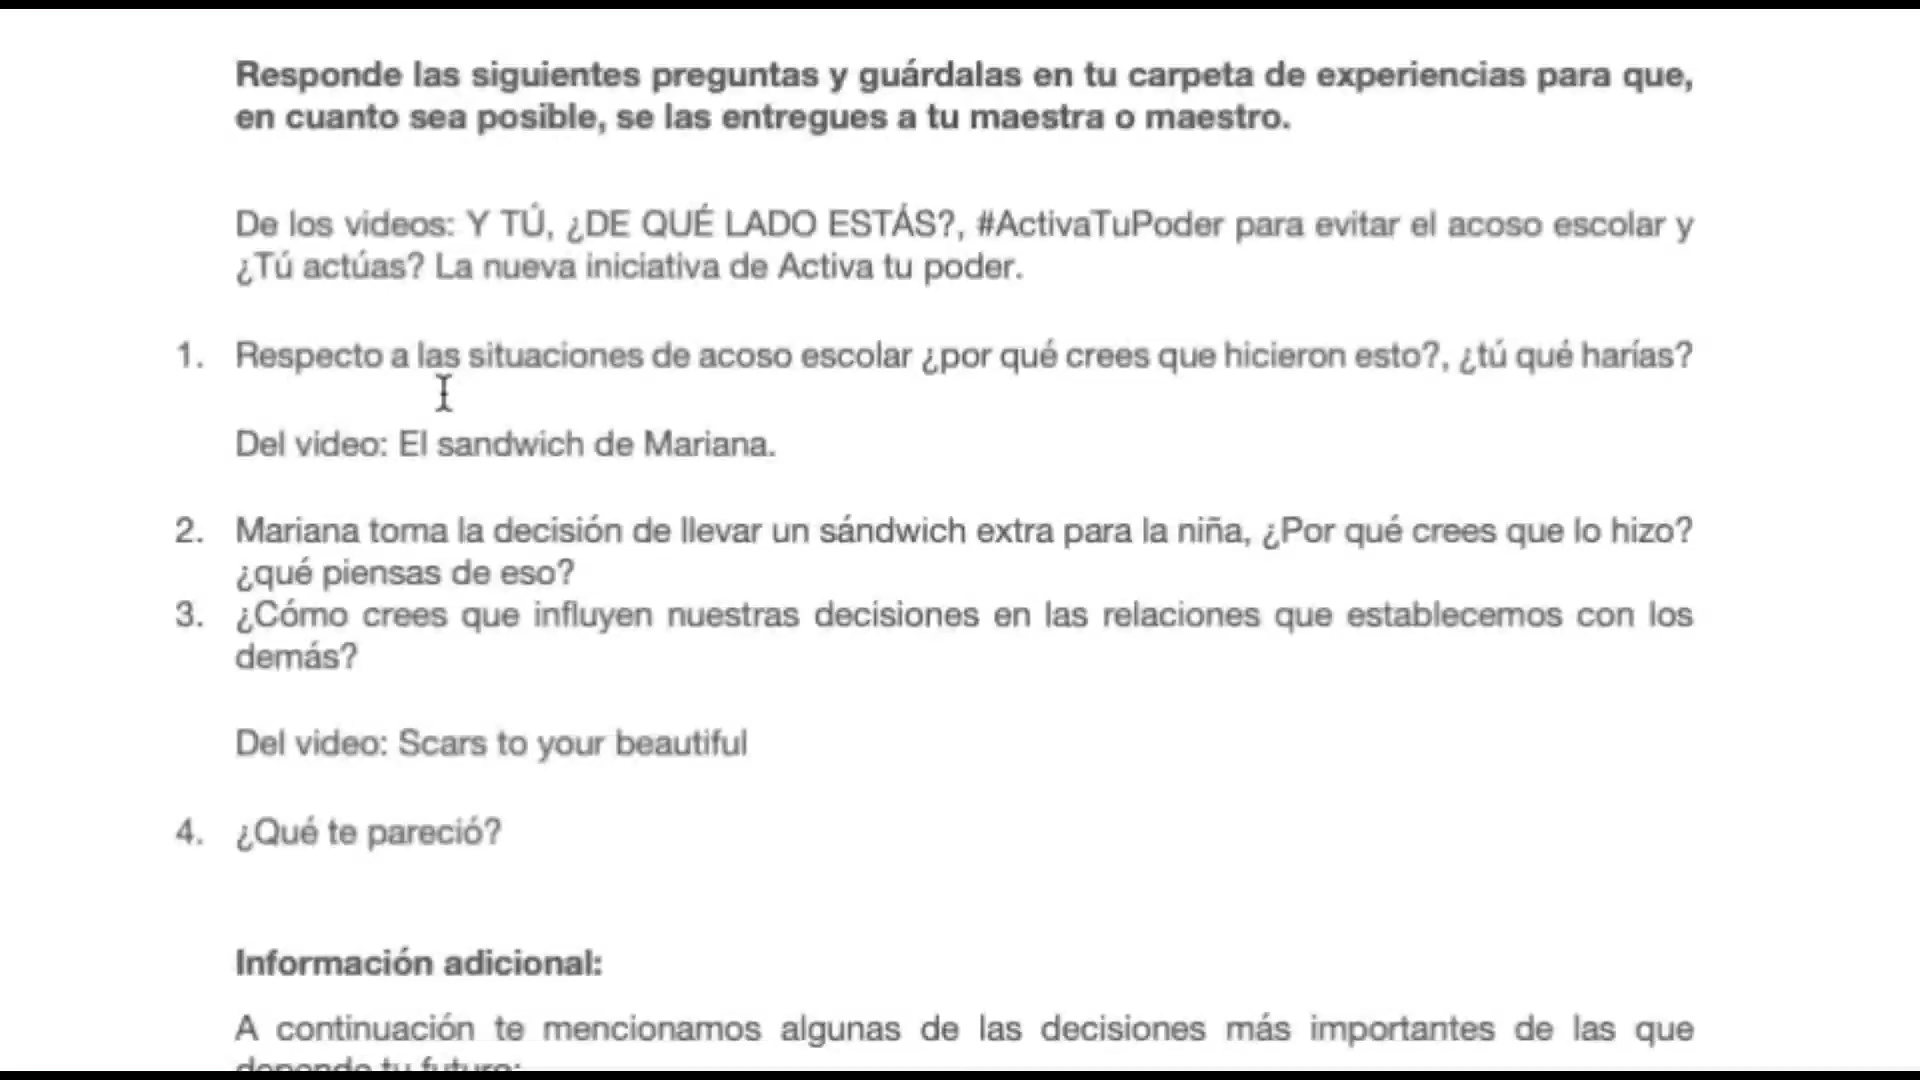 Responde las siguientes preguntas y guárdalas en tu carpeta de experiencias para que,
en cuanto sea posible, se las entregues a tu maestra o maestro.
De los videos: Y TÚ, ¿DE QUÉ LADO ESTÁS?, #ActivaTuPoder para evitar el acoso escolar y
¿Tú actúas? La nueva iniciativa de Activa tu poder.
1. Respecto a las situaciones de acoso escolar ¿por qué crees que hicieron esto?, ¿tú qué harías?
Del video: El sandwich de Mariana.
2. Mariana toma la decisión de llevar un sándwich extra para la niña, ¿Por qué crees que lo hizo?
¿qué piensas de eso?
3. ¿Cómo crees que influyen nuestras decisiones en las relaciones que establecemos con los
demás?
Del video: Scars to your beautiful
4. ¿Qué te pareció?
Información adicional:
A continuación te mencionamos algunas de las decisiones más importantes de las que
depende tu futuro: